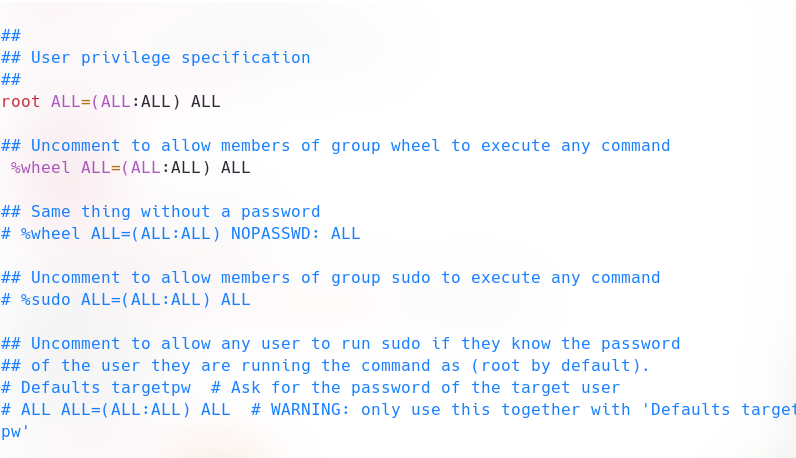 ##
## User privilege specification
##
root ALL=(ALL:ALL) ALL
## Uncomment to allow members of group wheel to execute any command
%wheel ALL=(ALL:ALL) ALL
## Same thing without a password
# %wheel ALL=(ALL:ALL) NOPASSWD: ALL
## Uncomment to allow members of group sudo to execute any command
# %sudo ALL=(ALL:ALL) ALL
## Uncomment to allow any user to run sudo if they know the password
## of the user they are running the command as (root by default).
# Defaults targetpw  # Ask for the password of the target user
# ALL ALL=(ALL:ALL) ALL  # WARNING: only use this together with 'Defaults target
pw'